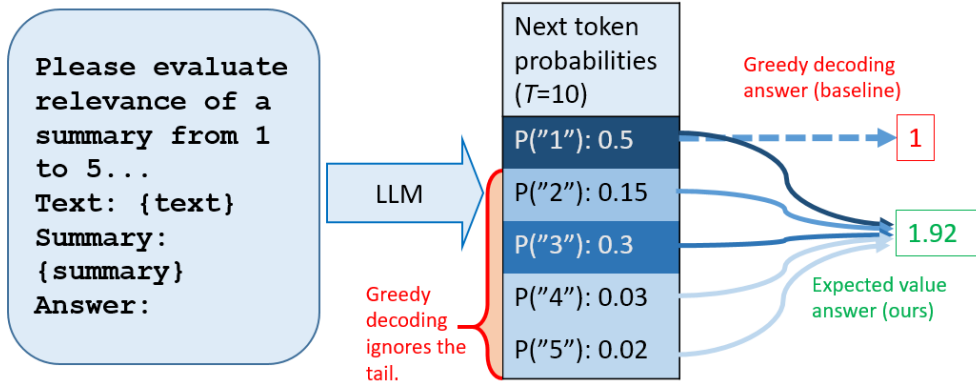 Please evaluate
relevance of a
summary from 1
to 5...
Text: {text}
Summary:
{summary}
Answer:
LLM
Greedy
decoding
ignores the
tail.
Next token
probabilities
(T=10)
P(”1”): 0.5
P(”2”): 0.15
P(”3”): 0.3
P(”4”): 0.03
P(”5”): 0.02
Greedy decoding
answer (baseline)
1
1.92
Expected value
answer (ours)